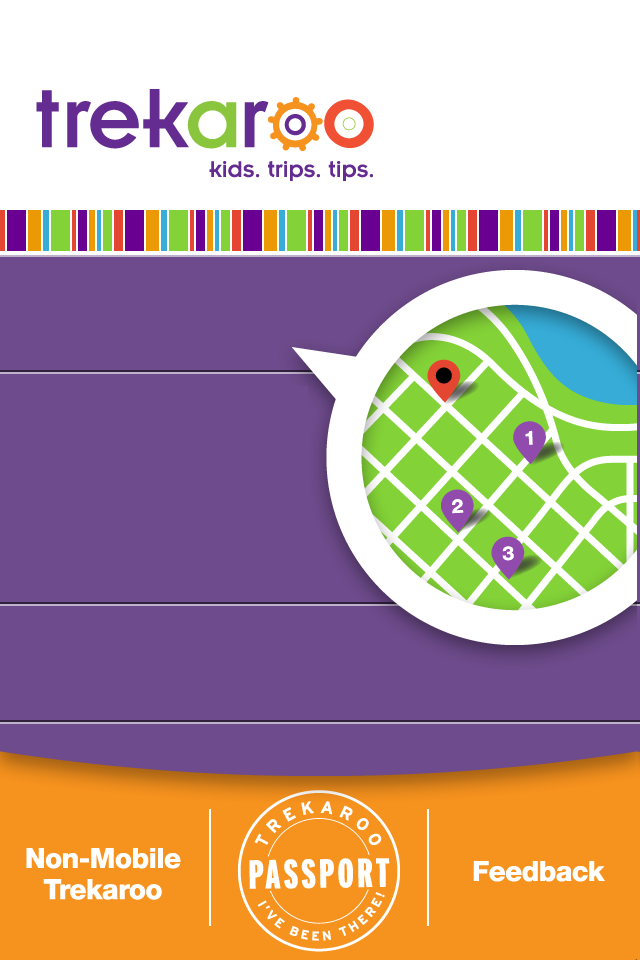 trekaroo
kids. trips. tips.
1
2
3
Non-Mobile
Trekaroo
TREKAROO
PASSPORT
I'VE BEEN THERE!
Feedback